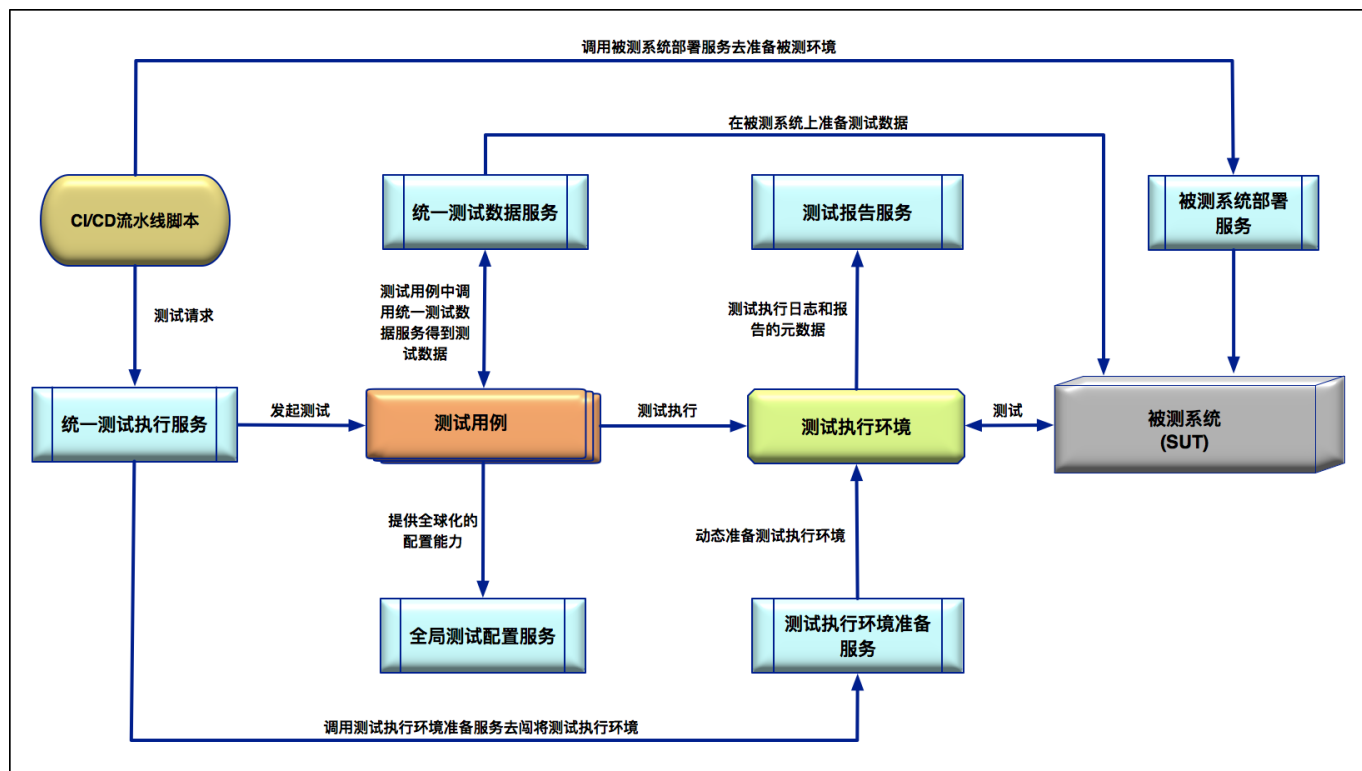 调用被测系统部署服务去准备被测环境
在被测系统上准备测试数据
CI/CD流水线脚本
统一测试数据服务
测试报告服务
被测系统部署
服务
测试请求
测试用例中调
用统一测试数
据服务得到测
试数据
测试执行日志和报
告的元数据
统一测试执行服务
发起测试
测试用例
测试执行
测试执行环境
测试
被测系统
(SUT)
提供全球化的
配置能力
动态准备测试执行环境
全局测试配置服务
测试执行环境准备
服务
调用测试执行环境准备服务去闯将测试执行环境